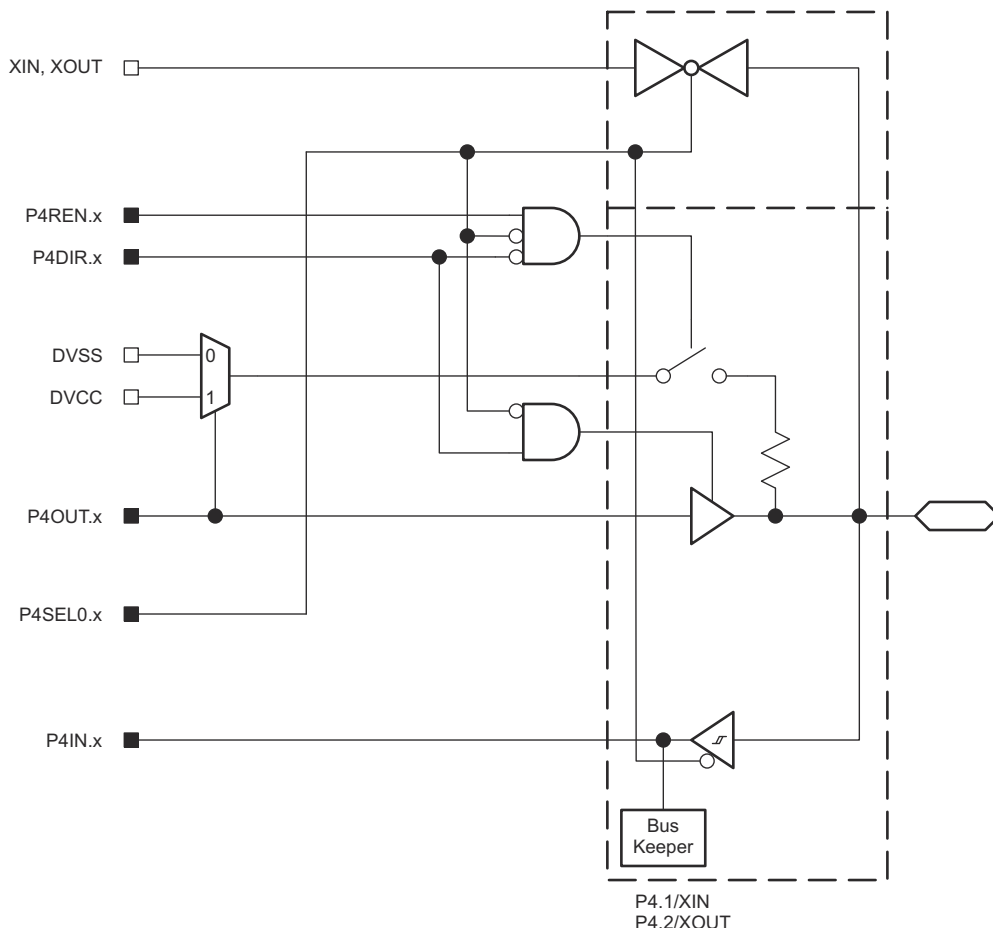 XIN, XOUT
P4REN.x
P4DIR.x
DVSS
0
DVCC
1
P4OUT.x
P4SEL0.x
P4IN.x
Bus
Keeper
P4.1/XIN
P4.2/XOUT